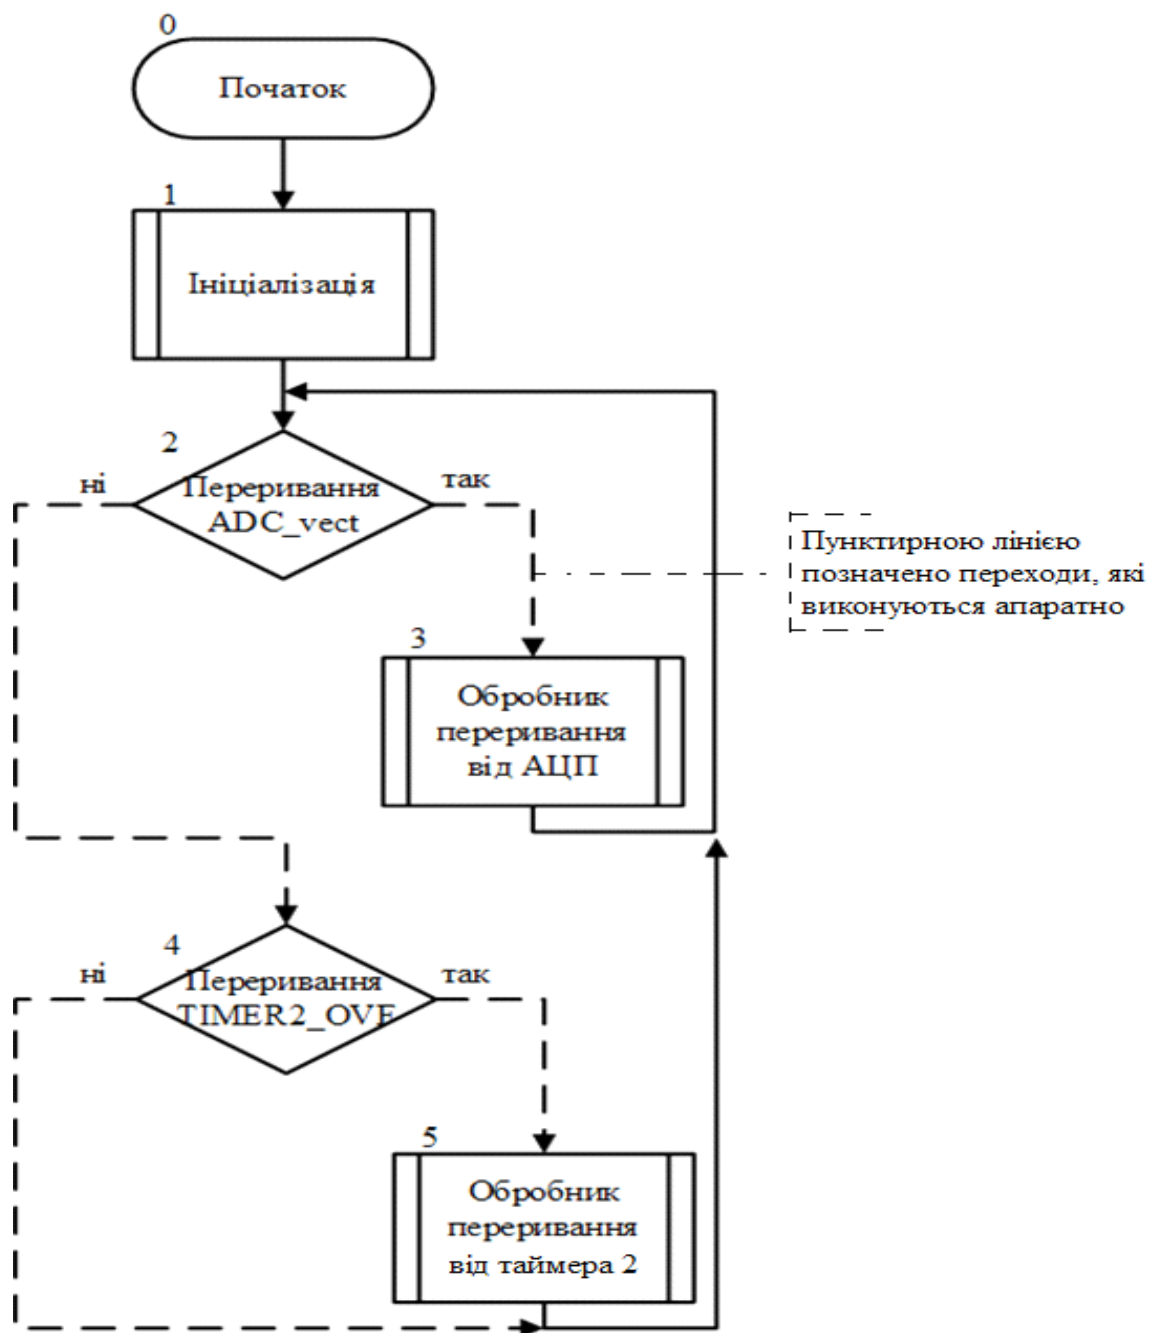 0
Початок
1
Ініціалізація
2
ні
так
Переривання
ADC_vect
Пунктирною лінією
позначено переходи, які
виконуються апаратно
3
Обробник
переривання
від АЦП
4
ні
так
Переривання
TIMER2_OVF
5
Обробник
переривання
від таймера 2